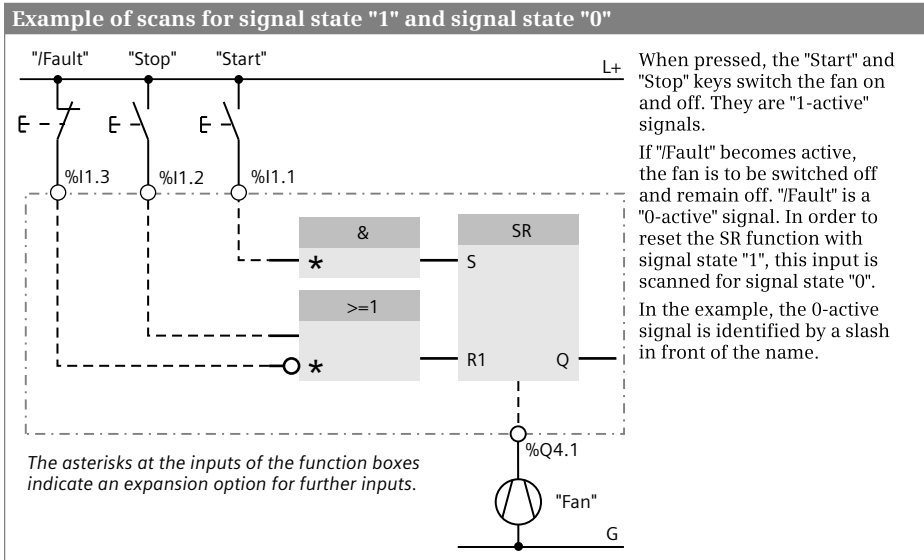 Example of scans for signal state "1" and signal state "0"
"/Fault" "Stop" "Start"
L+
%I1.3 %I1.2 %I1.1
& SR
* S
>=1
* R1 Q
%Q4.1
"Fan"
G
The asterisks at the inputs of the function boxes
indicate an expansion option for further inputs.
When pressed, the "Start" and
"Stop" keys switch the fan on
and off. They are "1-active"
signals.
If "/Fault" becomes active,
the fan is to be switched off
and remain off. "/Fault" is a
"0-active" signal. In order to
reset the SR function with
signal state "1", this input is
scanned for signal state "0".
In the example, the 0-active
signal is identified by a slash
in front of the name.